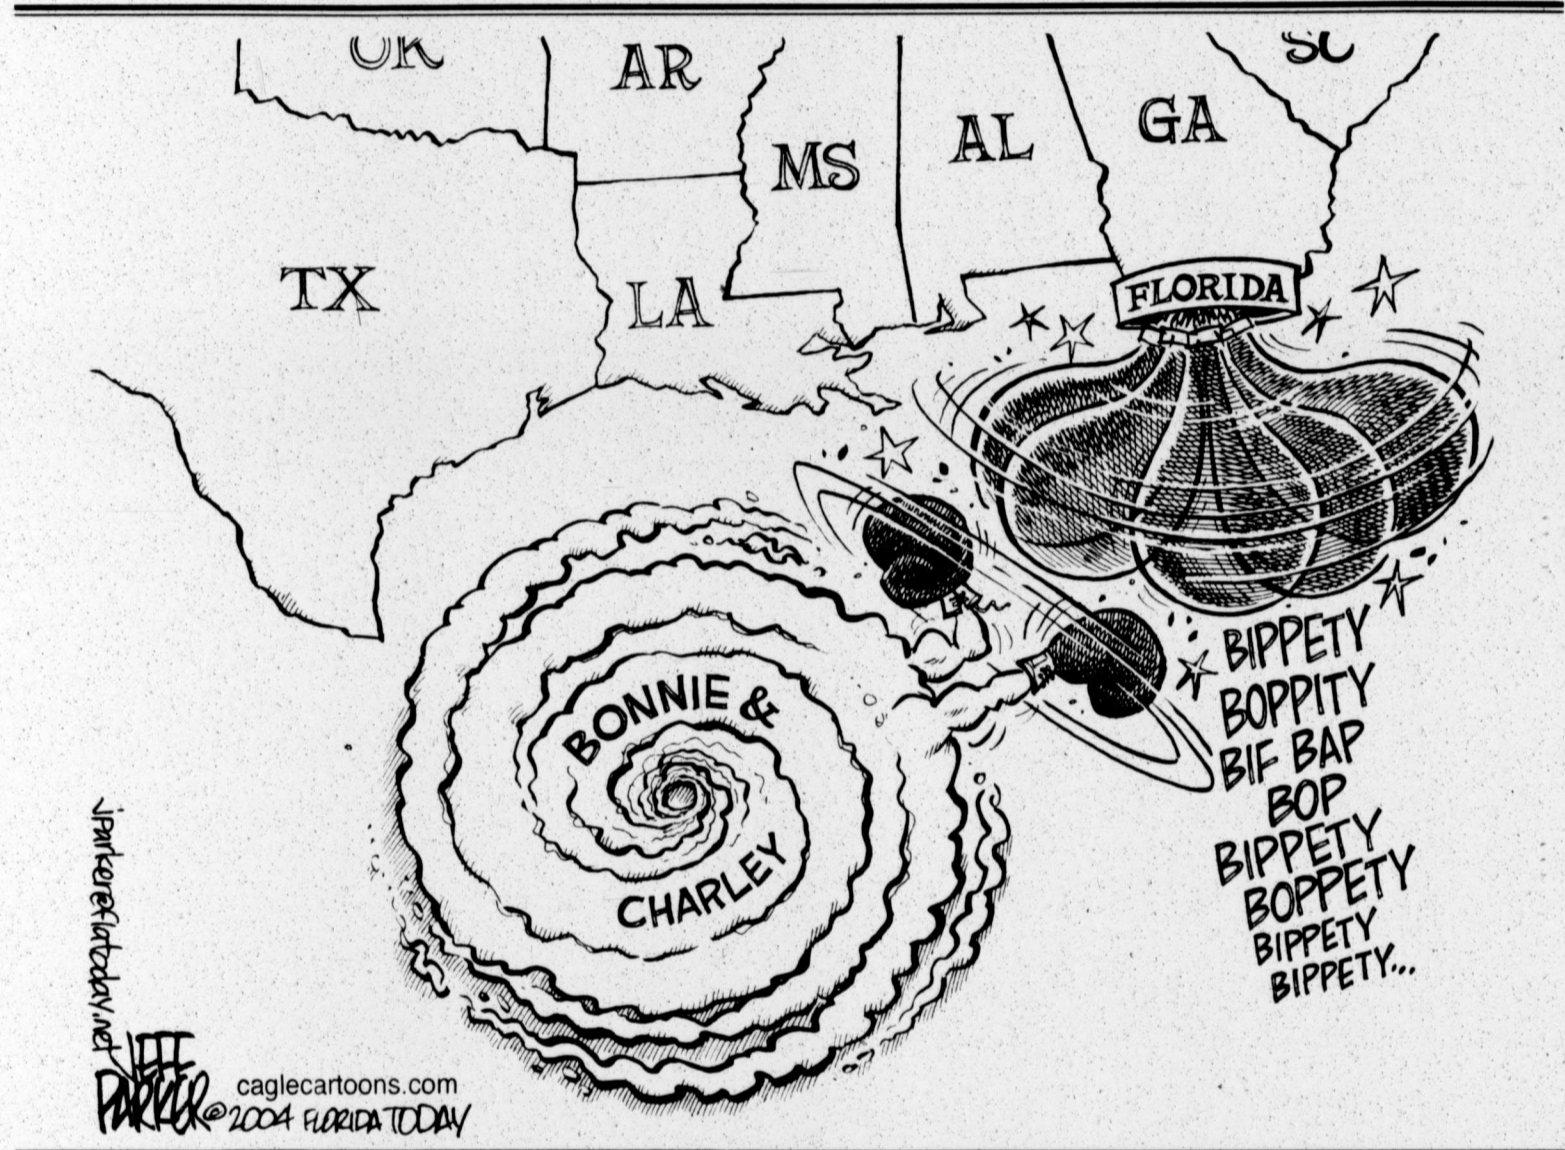 OK
AR
SC
GA
AL
MS
TX
LA
FLORIDA
BIPPETY
BOPPITY
BIF BAP
BOP
BIPPETY
BOPPETY
BIPPETY
BIPPETY...
BONNIE &
CHARLEY
jparker@flatoday.net
JEFF
PARKER
caglecartoons.com
©2004 FLORIDA TODAY